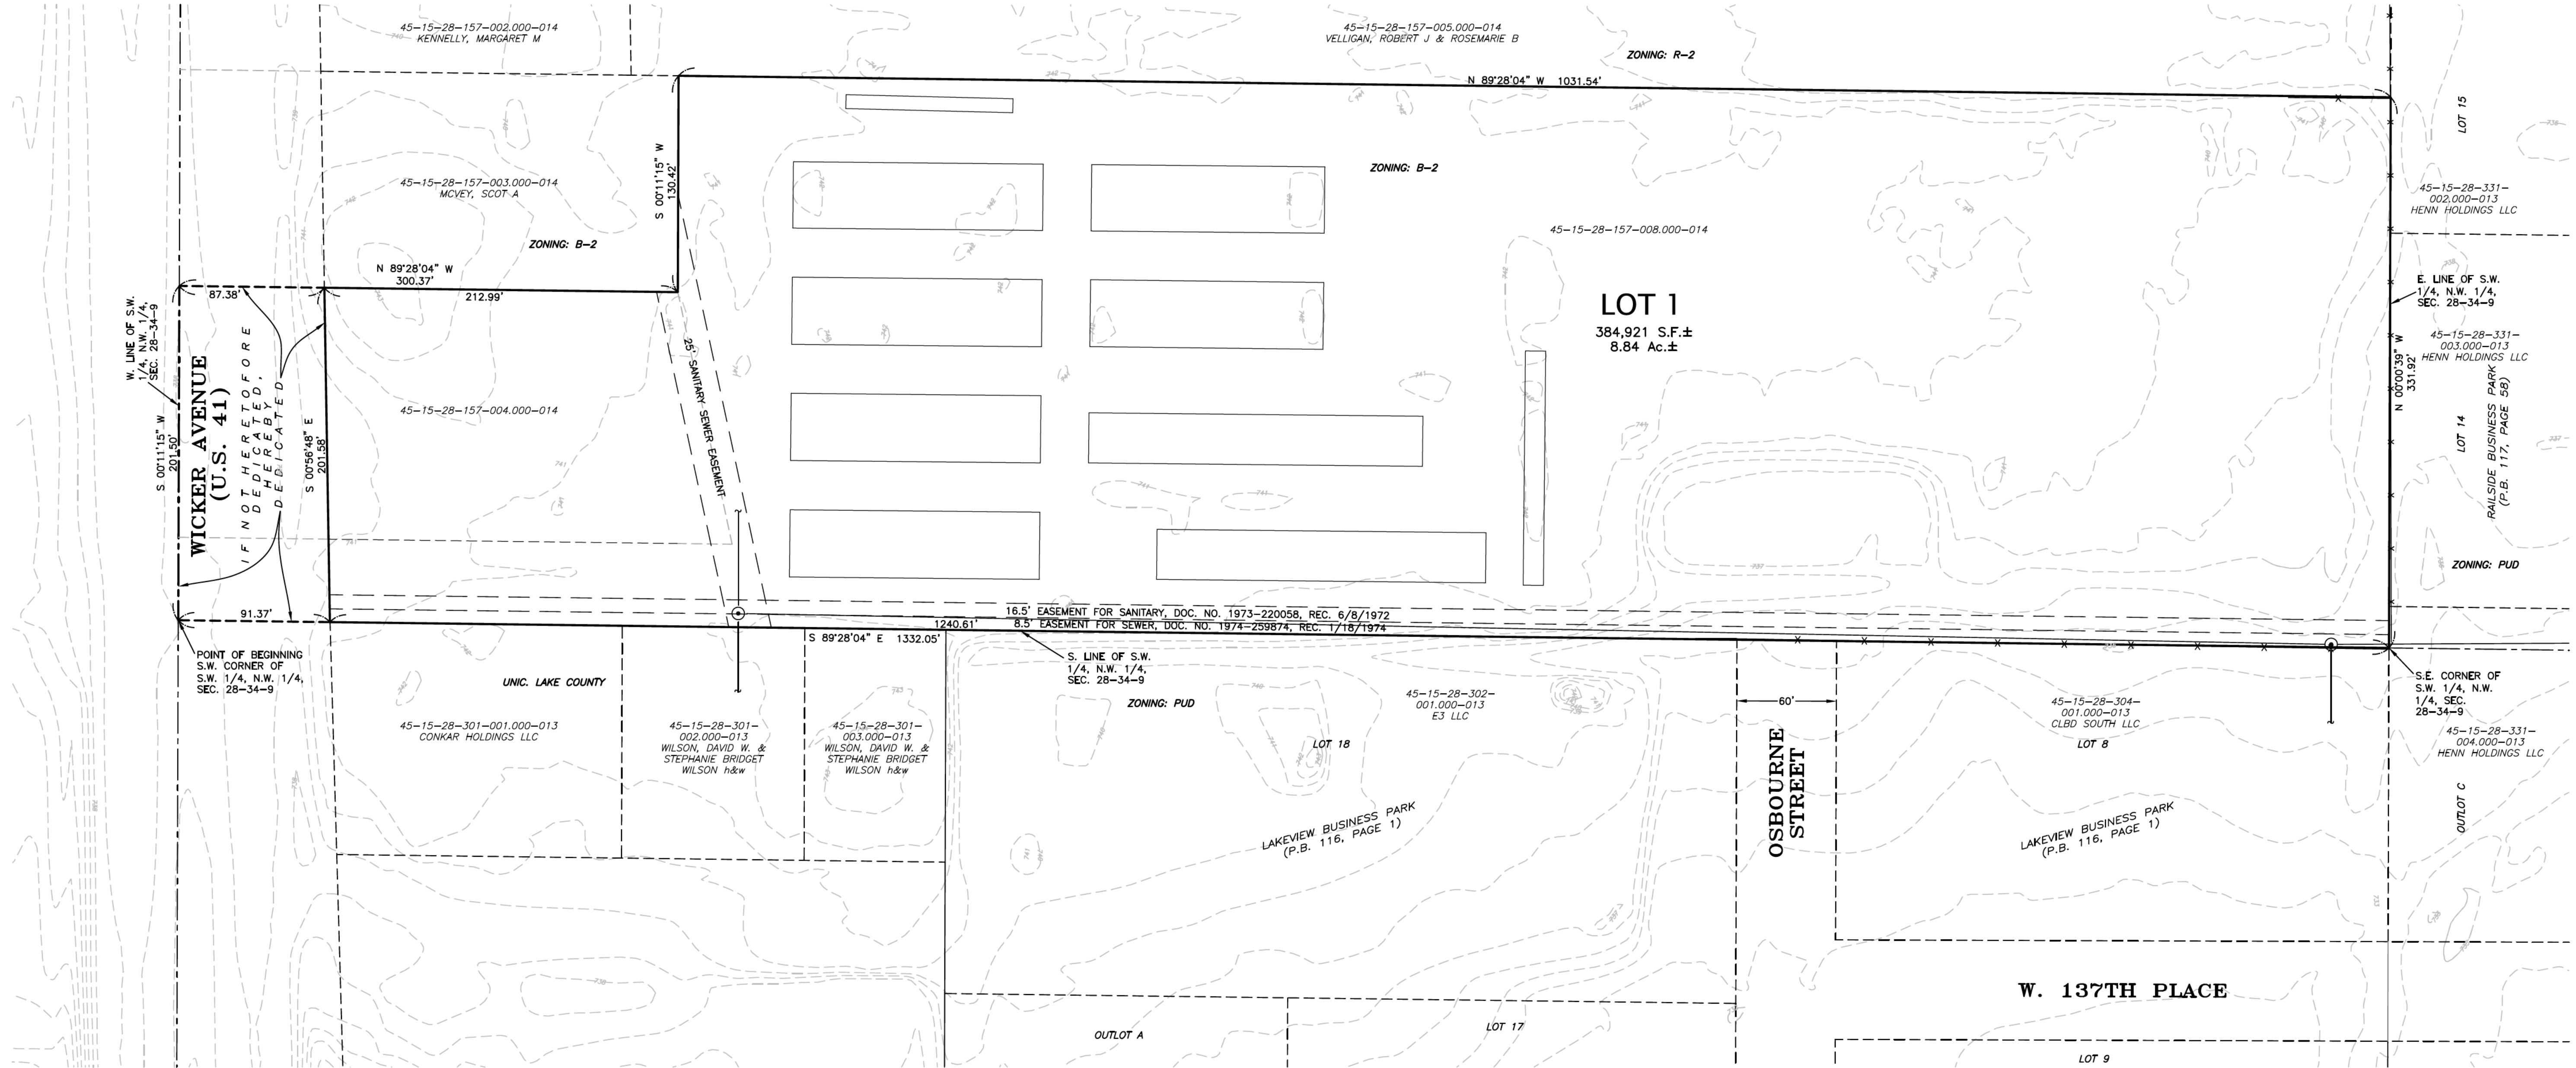 45-15-28-157-002.000-014
KENNELLY, MARGARET M
45-15-28-157-005.000-014
VELLIGAN, ROBERT J & ROSEMARIE B
ZONING: R-2
N 89°28'04" W 1031.54'
LOT 15
S 00°11'15" W
130.42'
ZONING: B-2
45-15-28-157-003.000-014
MCVEY, SCOT A
ZONING: B-2
45-15-28-157-008.000-014
45-15-28-331-
002.000-013
HENN HOLDINGS LLC
N 89°28'04" W
300.37'
87.38'
212.99'
E. LINE OF S.W.
1/4, N.W. 1/4,
SEC. 28-34-9
LOT 1
384,921 S.F.±
8.84 Ac.±
W. LINE OF S.W.
1/4, N.W. 1/4,
SEC. 28-34-9
45-15-28-331-
003.000-013
HENN HOLDINGS LLC
N 00°00'39" W
331.92'
WICKER AVENUE
(U.S. 41)
IF NOT HERETOFORE
DEDICATED,
HEREBY
DEDICATED
S 00°11'15" W
201.50'
S 00°56'48" E
201.58'
45-15-28-157-004.000-014
25' SANITARY SEWER EASEMENT
LOT 14
RAILSIDE BUSINESS PARK
(P.B. 117, PAGE 58)
ZONING: PUD
91.37'
16.5' EASEMENT FOR SANITARY, DOC. NO. 1973-220058, REC. 6/8/1972
1240.61'
8.5' EASEMENT FOR SEWER, DOC. NO. 1974-259874, REC. 1/18/1974
S 89°28'04" E 1332.05'
POINT OF BEGINNING
S.W. CORNER OF
S.W. 1/4, N.W. 1/4,
SEC. 28-34-9
S. LINE OF S.W.
1/4, N.W. 1/4,
SEC. 28-34-9
UNIC. LAKE COUNTY
ZONING: PUD
45-15-28-302-
001.000-013
E3 LLC
60'
45-15-28-304-
001.000-013
CLBD SOUTH LLC
LOT 8
S.E. CORNER OF
S.W. 1/4, N.W.
1/4, SEC.
28-34-9
45-15-28-301-001.000-013
CONKAR HOLDINGS LLC
45-15-28-301-
002.000-013
WILSON, DAVID W. &
STEPHANIE BRIDGET
WILSON h&w
45-15-28-301-
003.000-013
WILSON, DAVID W. &
STEPHANIE BRIDGET
WILSON h&w
LOT 18
45-15-28-331-
004.000-013
HENN HOLDINGS LLC
OSBOURNE
STREET
OUTLOT C
LAKEVIEW BUSINESS PARK
(P.B. 116, PAGE 1)
LAKEVIEW BUSINESS PARK
(P.B. 116, PAGE 1)
W. 137TH PLACE
OUTLOT A
LOT 17
LOT 9